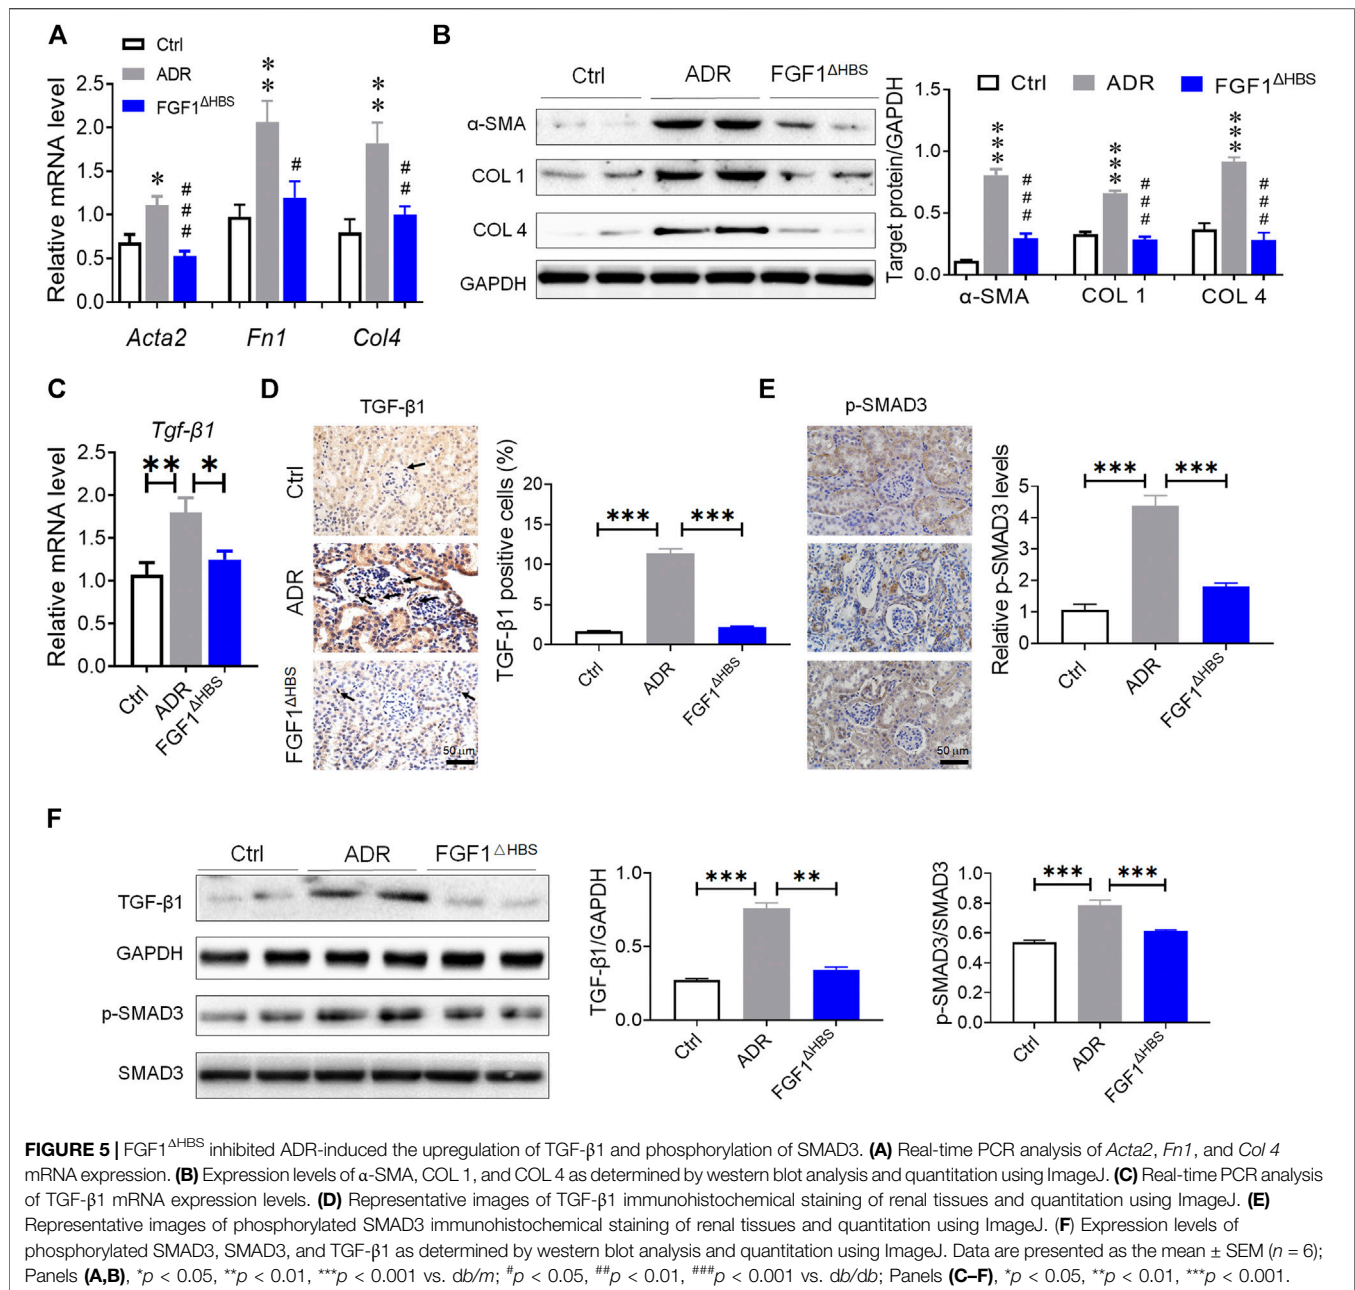 A
Ctrl
ADR
FGF1ΔHBS
Relative mRNA level
2.5
2.0
1.5
1.0
0.5
0.0
*
###
**
#
**
##
Acta2
Fn1
Col4
B
Ctrl
ADR
FGF1ΔHBS
α-SMA
COL 1
COL 4
GAPDH
Ctrl
ADR
FGF1ΔHBS
Target protein/GAPDH
1.5
1.0
0.5
0.0
***
###
***
###
***
###
α-SMA
COL 1
COL 4
C
Tgf-β1
Relative mRNA level
2.5
2.0
1.5
1.0
0.5
0.0
**
*
Ctrl
ADR
FGF1ΔHBS
D
TGF-β1
Ctrl
ADR
FGF1ΔHBS
50 μm
TGF-β1 positive cells (%)
20
15
10
5
0
***
***
Ctrl
ADR
FGF1ΔHBS
E
p-SMAD3
50 μm
Relative p-SMAD3 levels
5
4
3
2
1
0
***
***
Ctrl
ADR
FGF1ΔHBS
F
Ctrl
ADR
FGF1△HBS
TGF-β1
GAPDH
p-SMAD3
SMAD3
TGF-β1/GAPDH
1.0
0.5
0.0
***
**
Ctrl
ADR
FGF1ΔHBS
p-SMAD3/SMAD3
1.0
0.8
0.6
0.4
0.2
0.0
***
***
Ctrl
ADR
FGF1ΔHBS
FIGURE 5 | FGF1ΔHBS inhibited ADR-induced the upregulation of TGF-β1 and phosphorylation of SMAD3. (A) Real-time PCR analysis of Acta2, Fn1, and Col 4
mRNA expression. (B) Expression levels of α-SMA, COL 1, and COL 4 as determined by western blot analysis and quantitation using ImageJ. (C) Real-time PCR analysis
of TGF-β1 mRNA expression levels. (D) Representative images of TGF-β1 immunohistochemical staining of renal tissues and quantitation using ImageJ. (E)
Representative images of phosphorylated SMAD3 immunohistochemical staining of renal tissues and quantitation using ImageJ. (F) Expression levels of
phosphorylated SMAD3, SMAD3, and TGF-β1 as determined by western blot analysis and quantitation using ImageJ. Data are presented as the mean ± SEM (n = 6);
Panels (A,B), *p < 0.05, **p < 0.01, ***p < 0.001 vs. db/m; #p < 0.05, ##p < 0.01, ###p < 0.001 vs. db/db; Panels (C–F), *p < 0.05, **p < 0.01, ***p < 0.001.